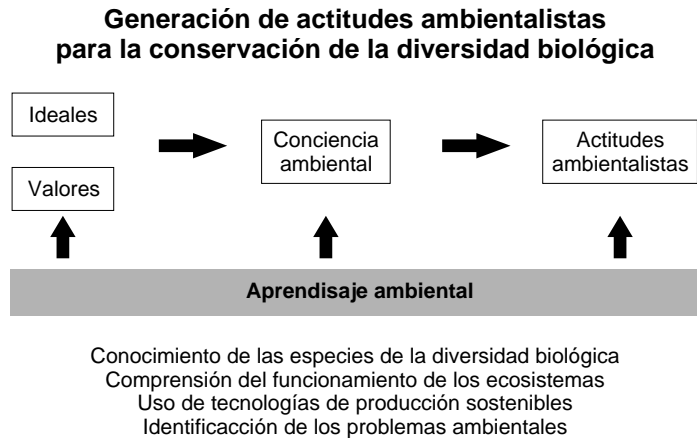 Generación de actitudes ambientalistas
para la conservación de la diversidad biológica
Ideales
Valores
Conciencia
ambiental
Actitudes
ambientalistas
Aprendisaje ambiental
Conocimiento de las especies de la diversidad biológica
Comprensión del funcionamiento de los ecosistemas
Uso de tecnologías de producción sostenibles
Identificacción de los problemas ambientales